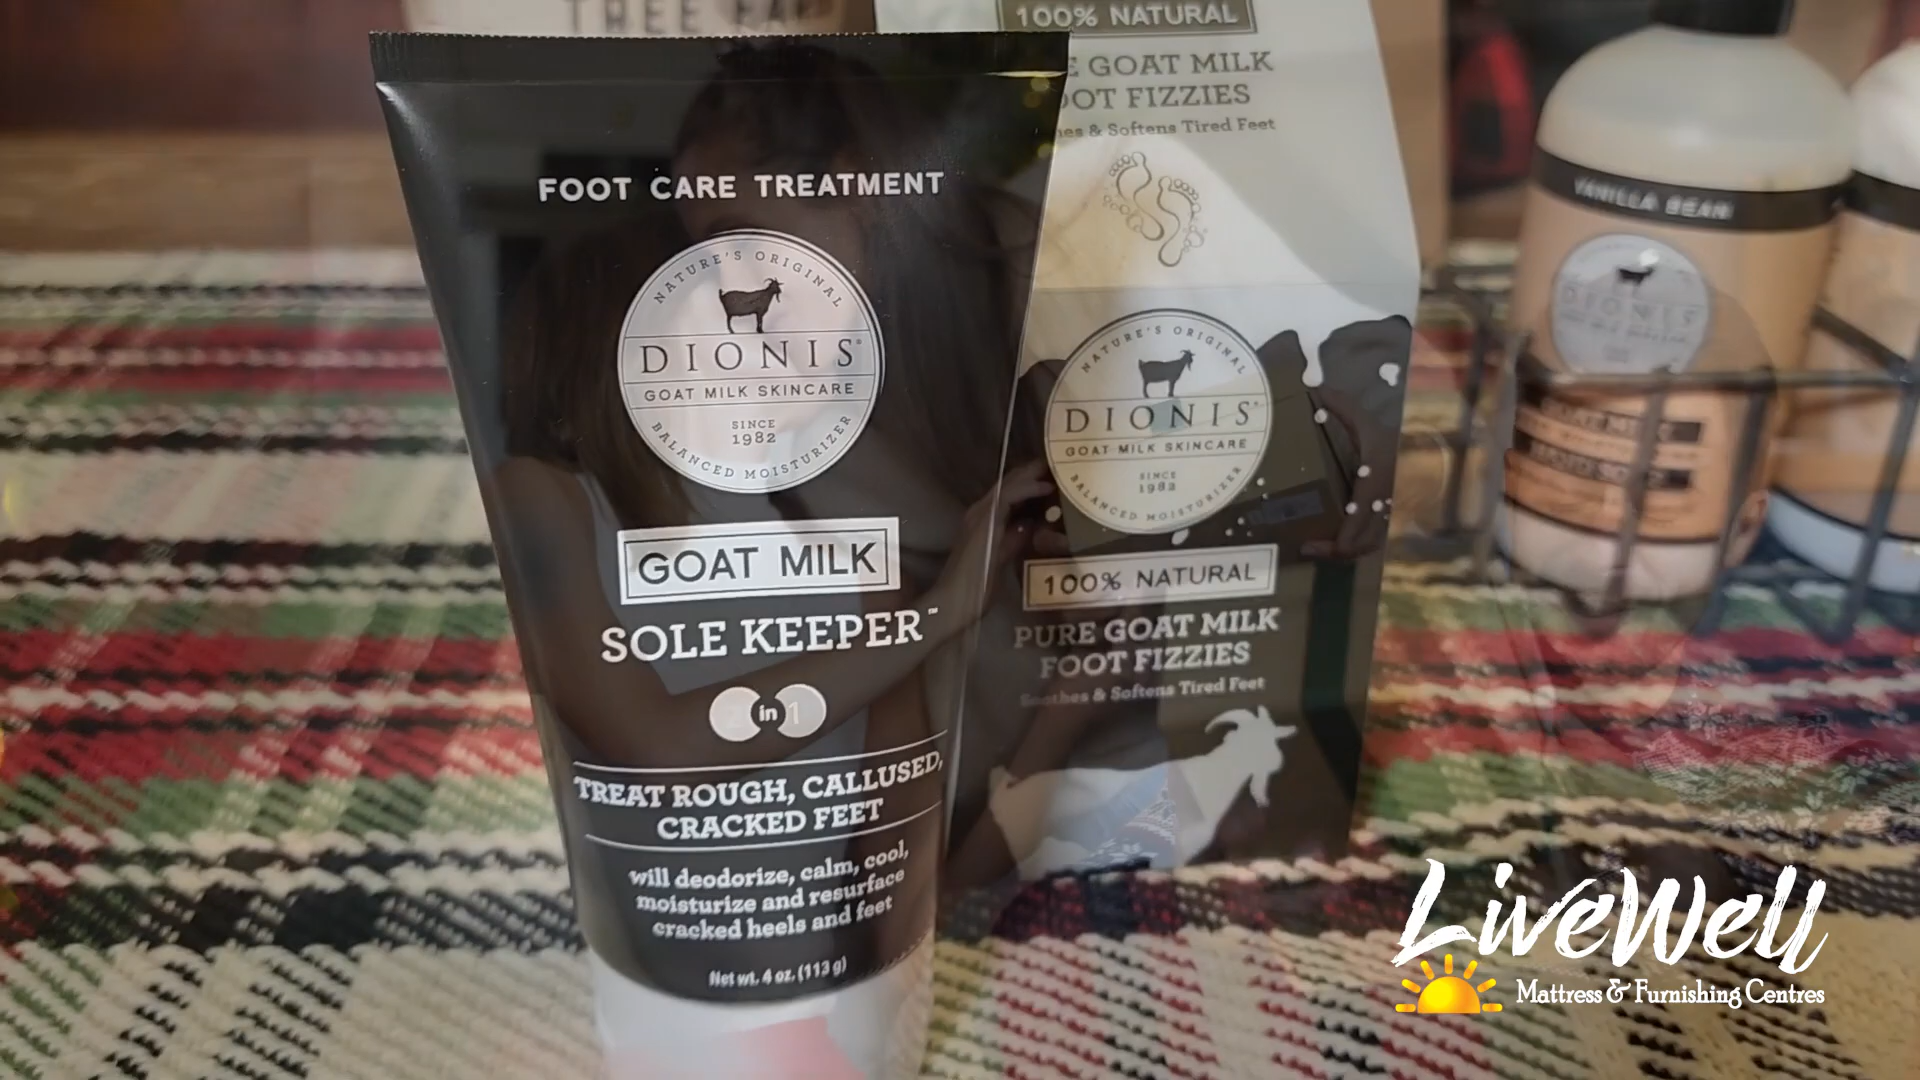 TREE
FOOT CARE TREATMENT
NATURE'S ORIGINAL
DIONIS®
GOAT MILK SKINCARE
SINCE
1982
BALANCED MOISTURIZER
GOAT MILK
SOLE KEEPER™
in 1
TREAT ROUGH, CALLUSED,
CRACKED FEET
will deodorize, calm, cool,
moisturize and resurface
cracked heels and feet
Net wt. 4 oz. (113 g)
100% NATURAL
GOAT MILK
FIZZIES
& Softens Tired Feet
NATURE'S ORIGINAL
DIONIS®
GOAT MILK SKINCARE
SINCE
1982
BALANCED MOISTURIZER
100% NATURAL
PURE GOAT MILK
FOOT FIZZIES
Soothes & Softens Tired Feet
VANILLA BEAN
DIONIS
LiveWell
Mattress & Furnishing Centres